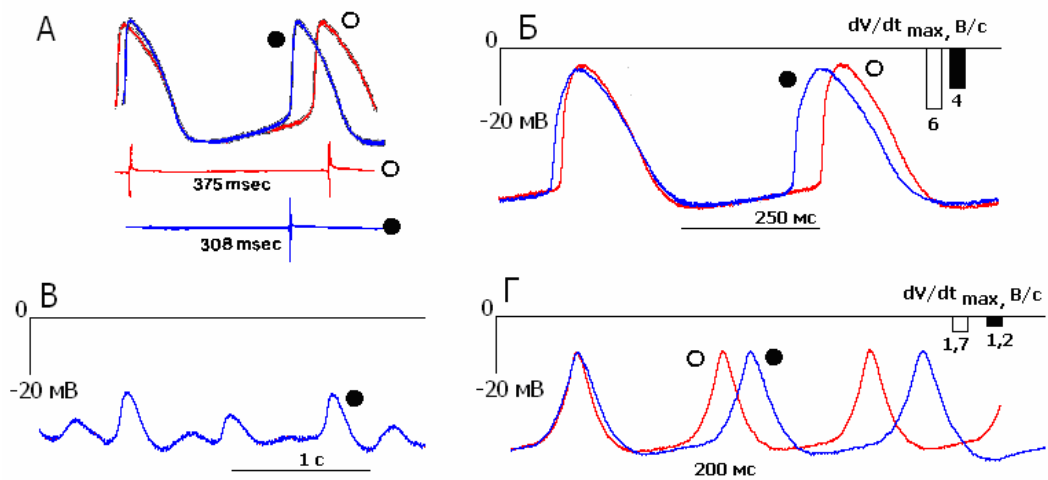 А
375 msec
308 msec
Б
dV/dt max, В/с
0
-20 мВ
6
4
250 мс
В
0
-20 мВ
1 с
Г
dV/dt max, В/с
0
-20 мВ
1,7
1,2
200 мс